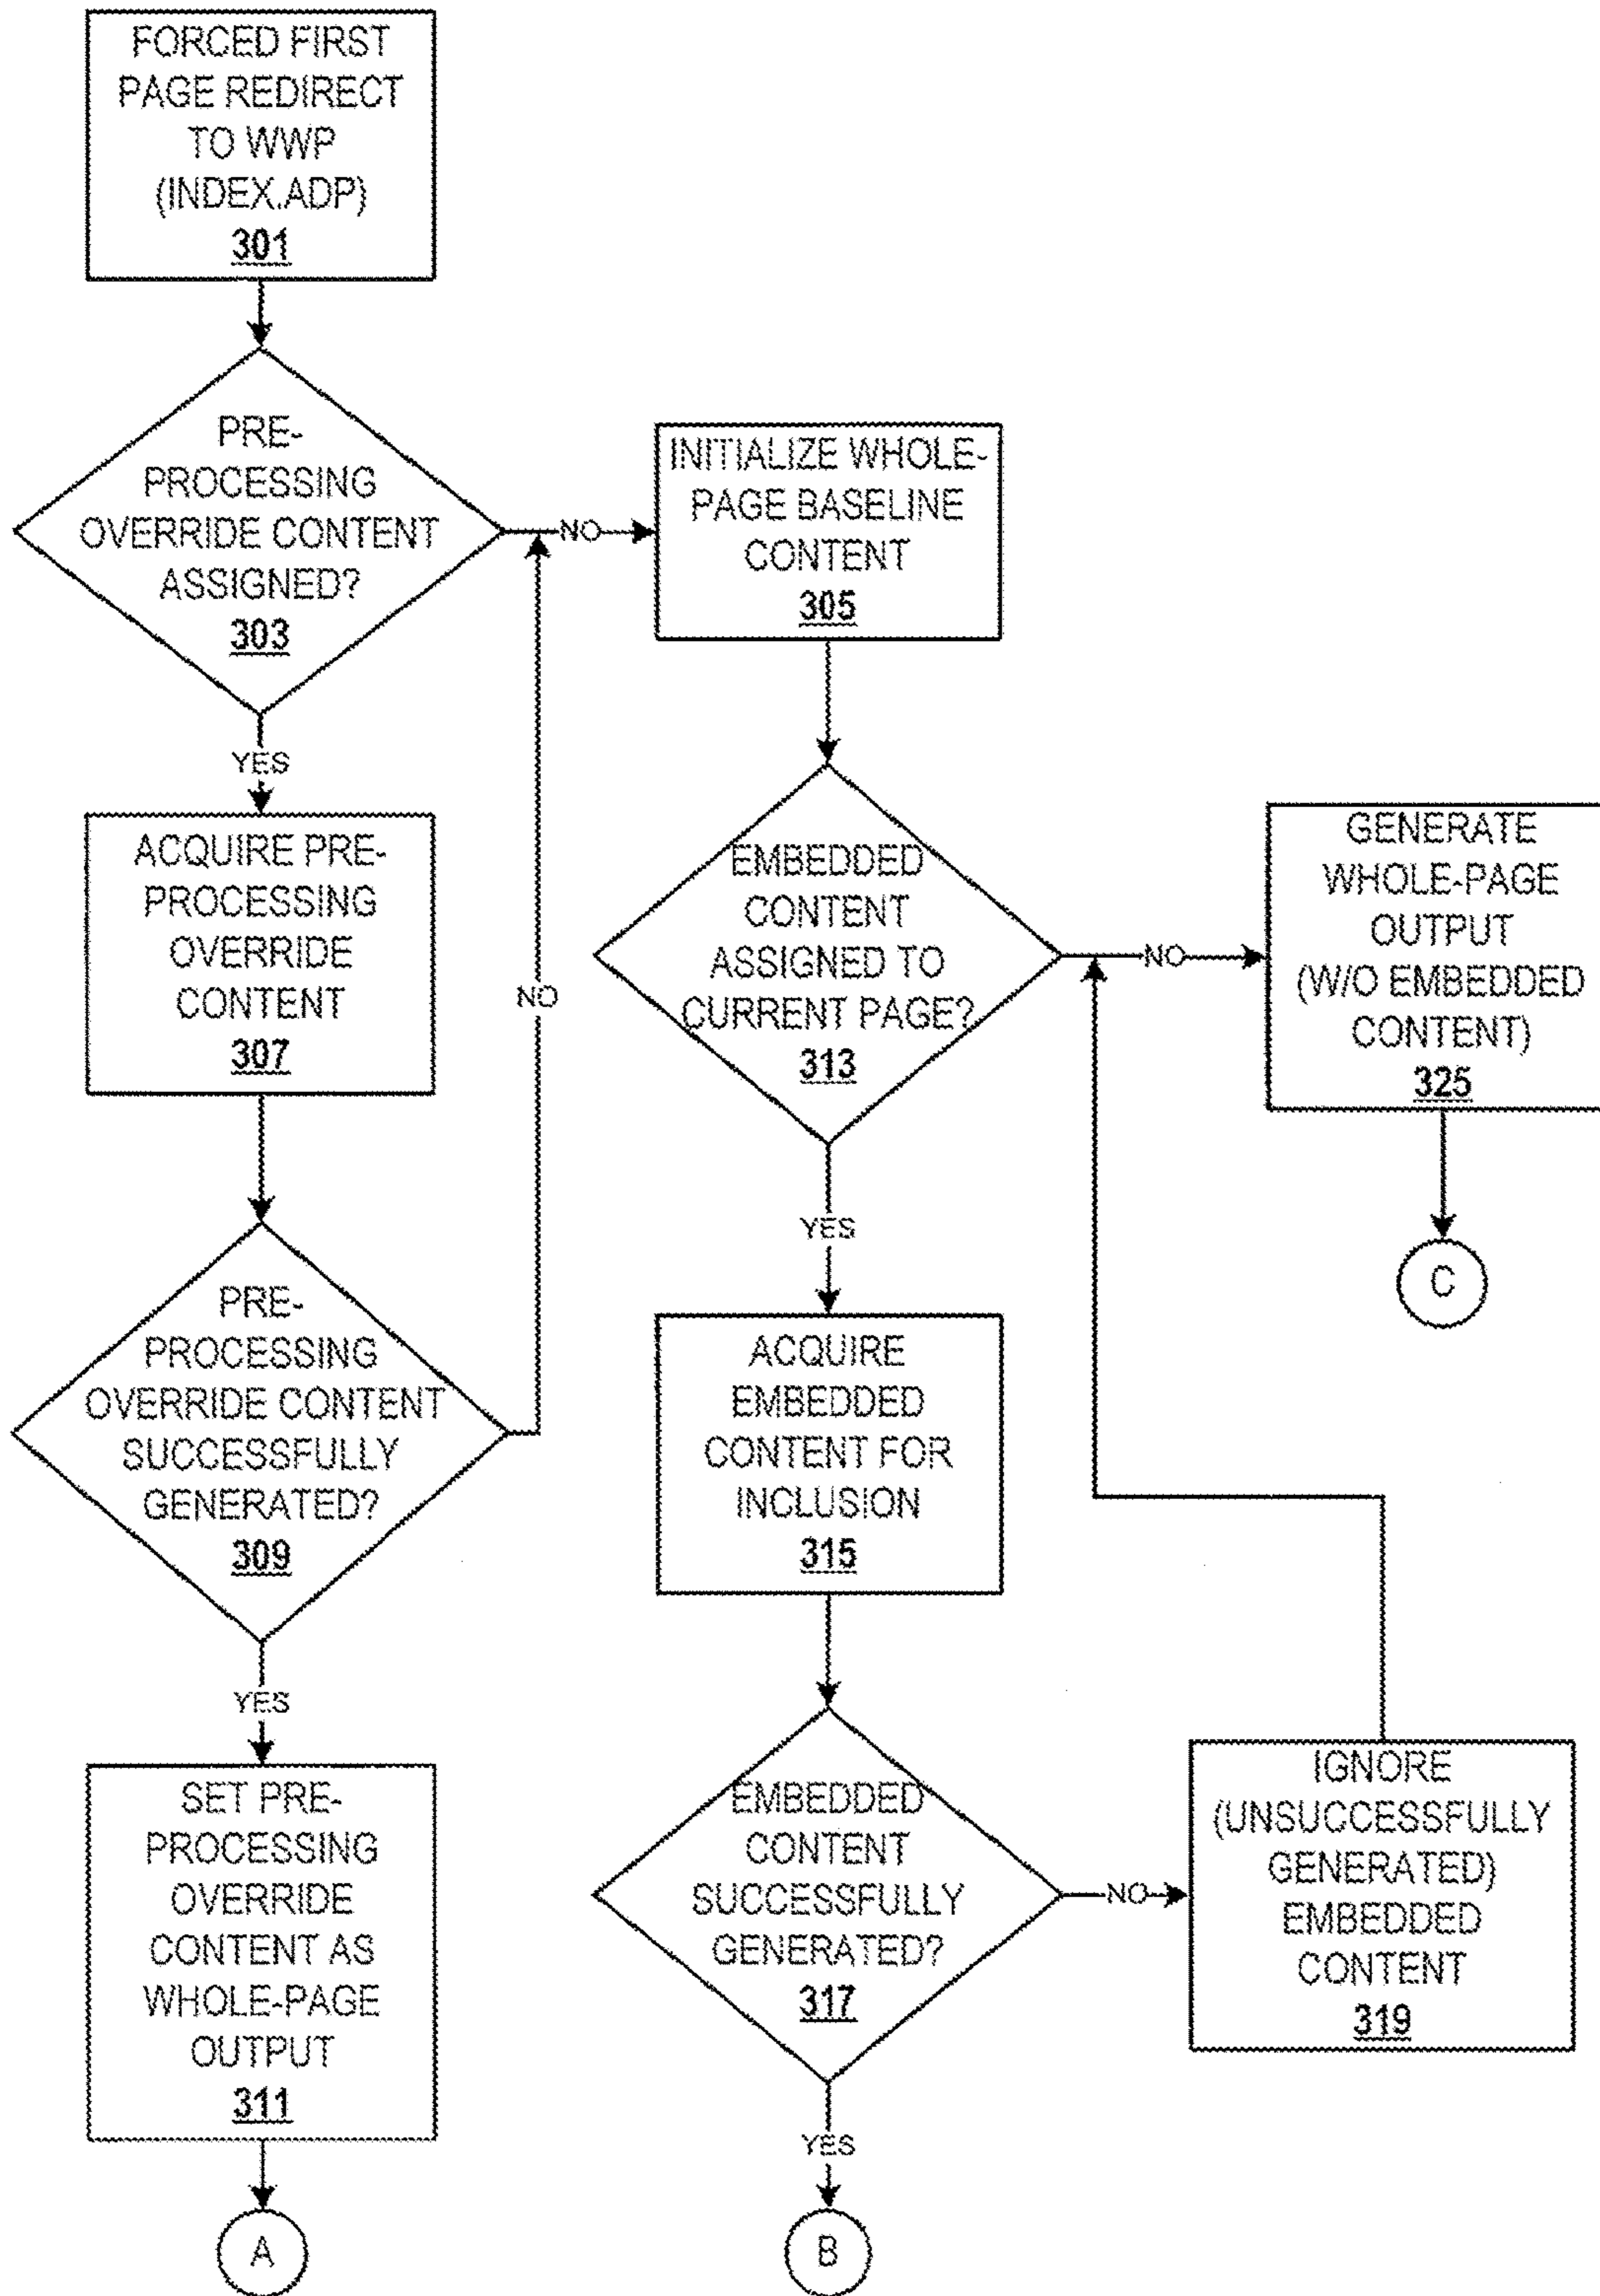 FORCED FIRST
PAGE REDIRECT
TO WWP
(INDEX.ADP)
301
PRE-
PROCESSING
OVERRIDE CONTENT
ASSIGNED?
303
NO
YES
ACQUIRE PRE-
PROCESSING
OVERRIDE
CONTENT
307
PRE-
PROCESSING
OVERRIDE CONTENT
SUCCESSFULLY
GENERATED?
309
NO
YES
SET PRE-
PROCESSING
OVERRIDE
CONTENT AS
WHOLE-PAGE
OUTPUT
311
A
INITIALIZE WHOLE-
PAGE BASELINE
CONTENT
305
EMBEDDED
CONTENT
ASSIGNED TO
CURRENT PAGE?
313
NO
YES
ACQUIRE
EMBEDDED
CONTENT FOR
INCLUSION
315
EMBEDDED
CONTENT
SUCCESSFULLY
GENERATED?
317
NO
YES
B
GENERATE
WHOLE-PAGE
OUTPUT
(W/O EMBEDDED
CONTENT)
325
C
IGNORE
(UNSUCCESSFULLY
GENERATED)
EMBEDDED
CONTENT
319